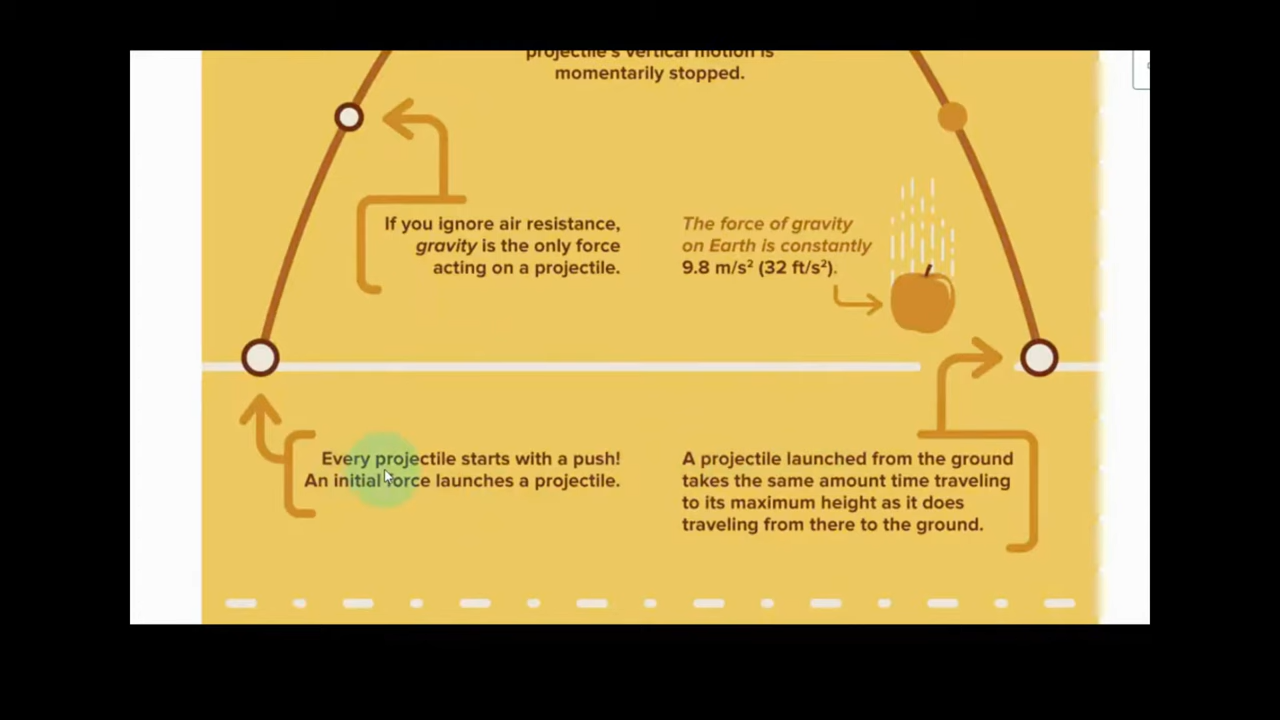 projectile's vertical motion is
momentarily stopped.
If you ignore air resistance,
gravity is the only force
acting on a projectile.
The force of gravity
on Earth is constantly
9.8 m/s² (32 ft/s²).
Every projectile starts with a push!
An initial force launches a projectile.
A projectile launched from the ground
takes the same amount time traveling
to its maximum height as it does
traveling from there to the ground.